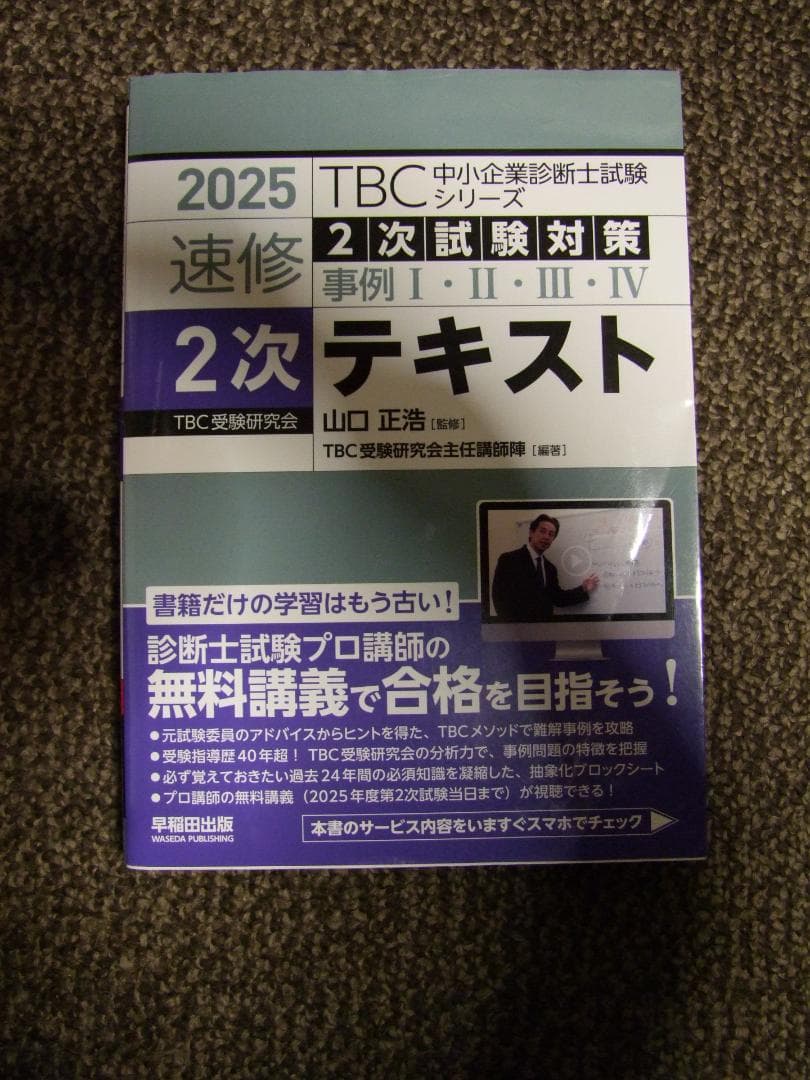 2025
速修
2次
TBC受験研究会
TBC 中小企業診断士試験
シリーズ
2次試験対策
事例 I・II・III・IV
テキスト
山口 正浩[監修]
TBC受験研究会主任講師陣[編著]
書籍だけの学習はもう古い!
診断士試験プロ講師の
無料講義で合格を目指そう!
●元試験委員のアドバイスからヒントを得た、TBCメソッドで難解事例を攻略
●受験指導歴40年超! TBC受験研究会の分析力で、事例問題の特徴を把握
●必ず覚えておきたい過去24年間の必須知識を凝縮した、抽象化ブロックシート
●プロ講師の無料講義(2025年度第2次試験当日まで)が視聴できる!
早稲田出版
WASEDA PUBLISHING
本書のサービス内容をいますぐスマホでチェック